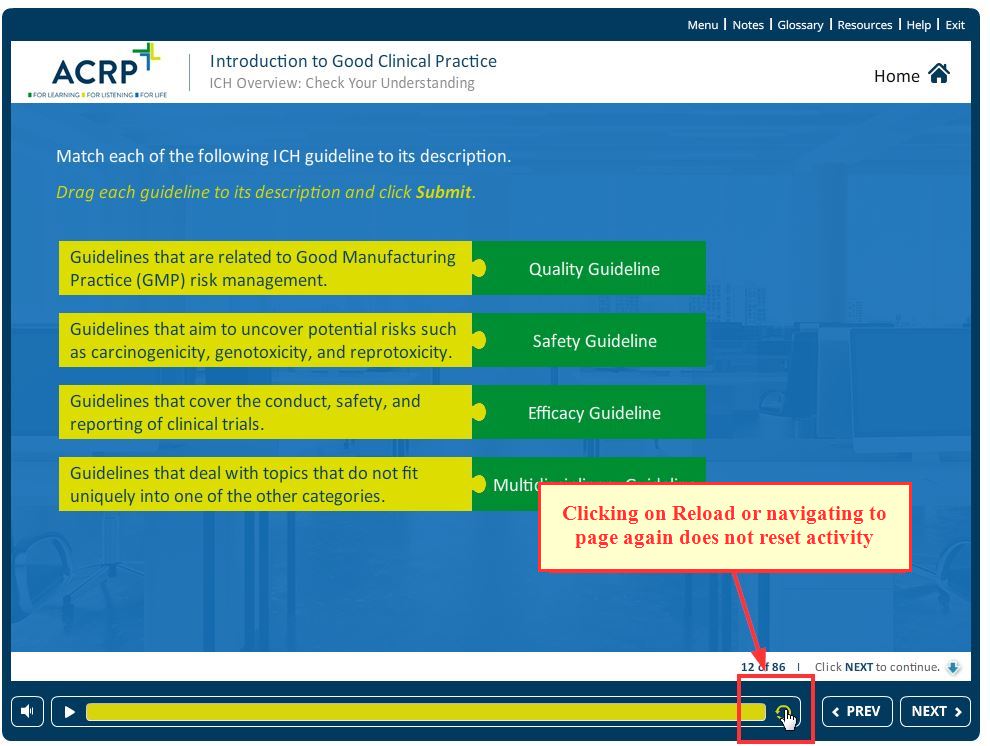 Menu | Notes | Glossary | Resources | Help | Exit
ACRP
FOR LEARNING FOR LISTENING FOR LIFE
Introduction to Good Clinical Practice
ICH Overview: Check Your Understanding
Home
Match each of the following ICH guideline to its description.
Drag each guideline to its description and click Submit.
Guidelines that are related to Good Manufacturing
Practice (GMP) risk management.
Quality Guideline
Guidelines that aim to uncover potential risks such
as carcinogenicity, genotoxicity, and reprotoxicity.
Safety Guideline
Guidelines that cover the conduct, safety, and
reporting of clinical trials.
Efficacy Guideline
Guidelines that deal with topics that do not fit
uniquely into one of the other categories.
Clicking on Reload or navigating to
page again does not reset activity
12 of 86 | Click NEXT to continue.
PREV
NEXT